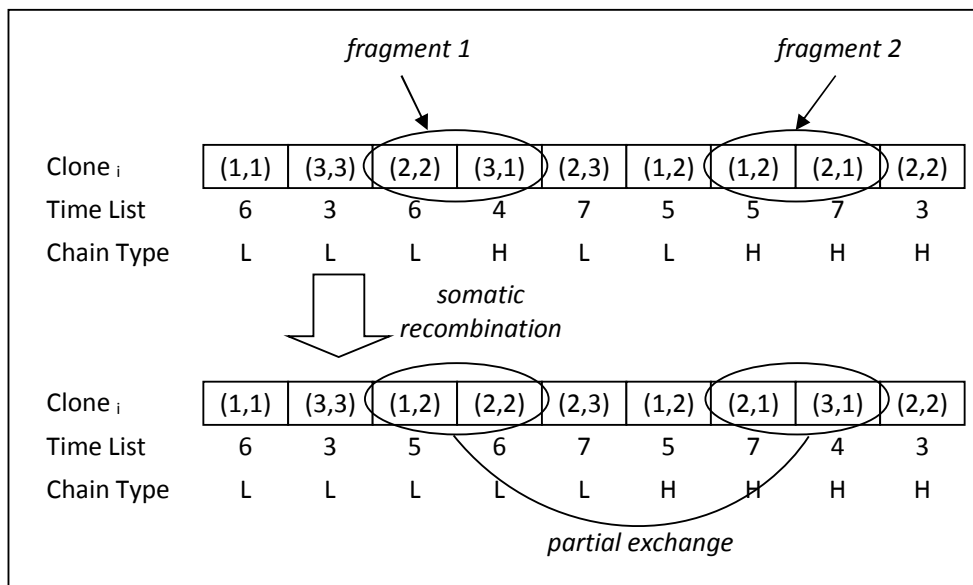 fragment 1 fragment 2
Clone i (1,1) (3,3) (2,2) (3,1) (2,3) (1,2) (1,2) (2,1) (2,2)
Time List 6 3 6 4 7 5 5 7 3
Chain Type L L L H L L H H H
somatic
recombination
Clone i (1,1) (3,3) (1,2) (2,2) (2,3) (1,2) (2,1) (3,1) (2,2)
Time List 6 3 5 6 7 5 7 4 3
Chain Type L L L L L H H H H
partial exchange